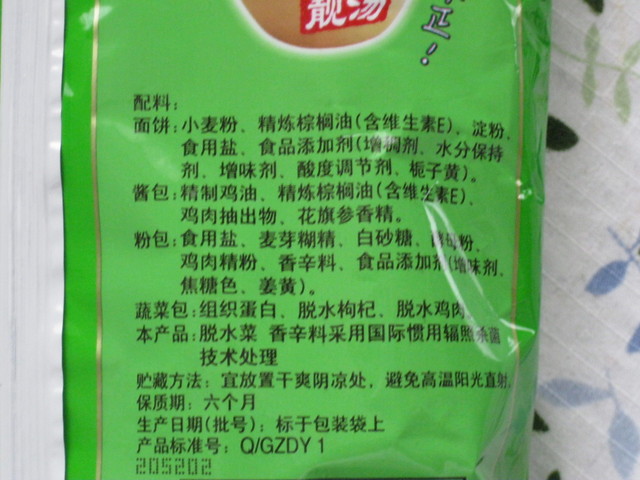 靓汤
正!
配料:
面饼:小麦粉、精炼棕榈油(含维生素E)、淀粉、
食用盐、食品添加剂(增稠剂、水分保持
剂、增味剂、酸度调节剂、栀子黄)。
酱包:精制鸡油、精炼棕榈油(含维生素E)、
鸡肉抽出物、花旗参香精。
粉包:食用盐、麦芽糊精、白砂糖、酵母粉、
鸡肉精粉、香辛料、食品添加剂(增味剂、
焦糖色、姜黄)。
蔬菜包:组织蛋白、脱水枸杞、脱水鸡肉、
本产品:脱水菜 香辛料采用国际惯用辐照杀菌
技术处理
贮藏方法:宜放置干爽阴凉处,避免高温阳光直射,
保质期:六个月
生产日期(批号):标于包装袋上
产品标准号:Q/GZDY 1
205202